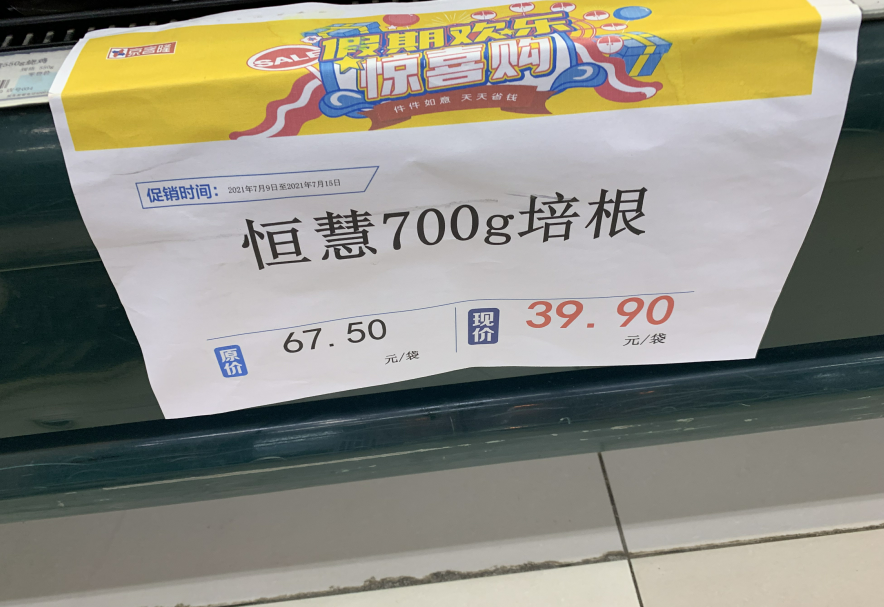 京客隆
SALE
假期欢乐
惊喜购
件件如意 天天省钱
促销时间：2021年7月9日至2021年7月15日
恒慧700g培根
原价 67.50 元/袋
现价 39.90 元/袋